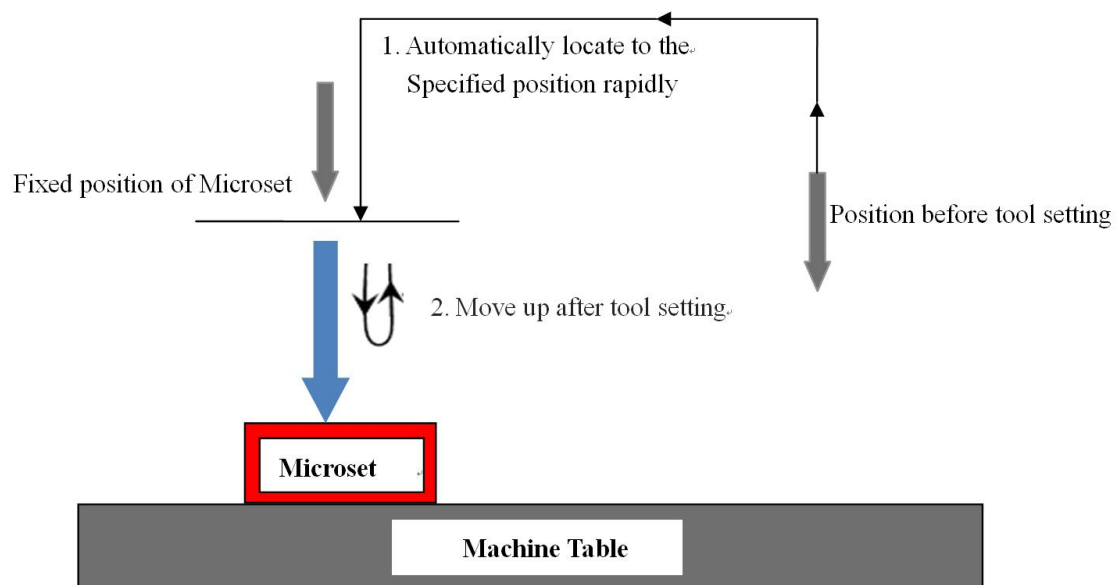 1. Automatically locate to the
Specified position rapidly
Fixed position of Microset
Position before tool setting
2. Move up after tool setting
Microset
Machine Table